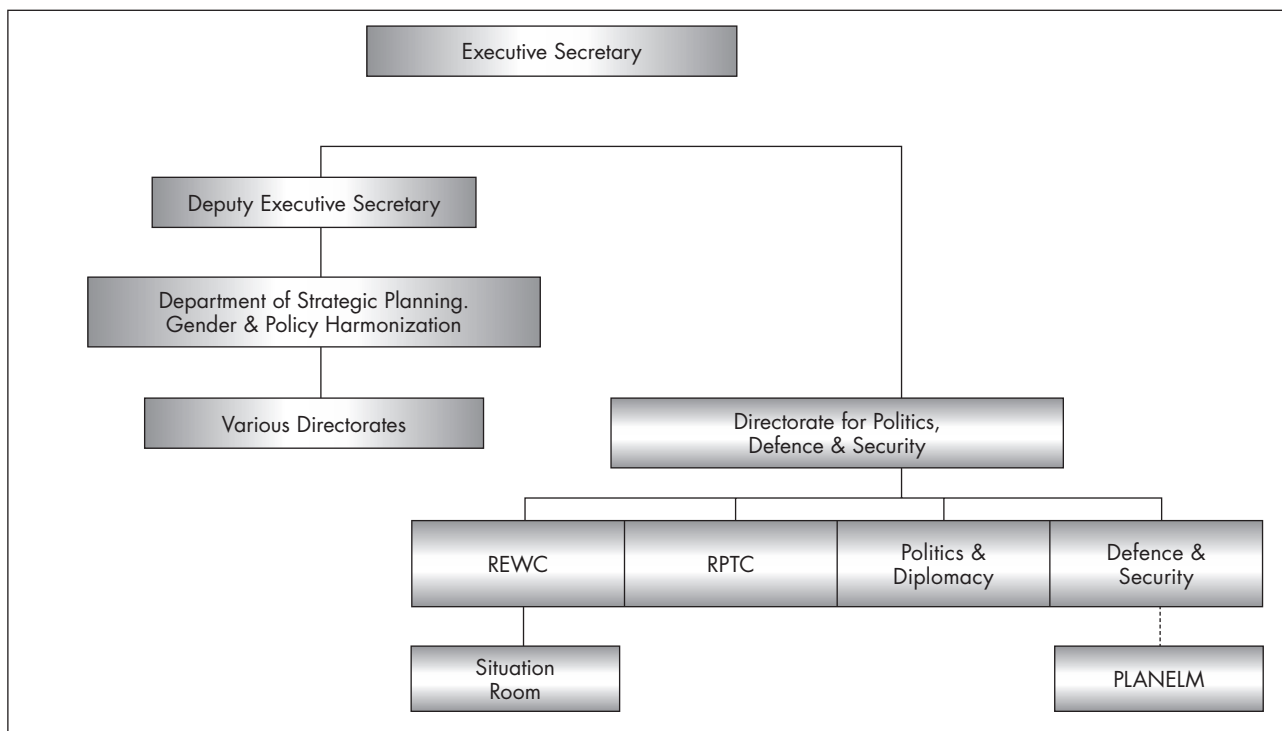 Executive Secretary
Deputy Executive Secretary
Department of Strategic Planning.
Gender & Policy Harmonization
Various Directorates
Directorate for Politics,
Defence & Security
REWC
RPTC
Politics &
Diplomacy
Defence &
Security
Situation
Room
PLANELM